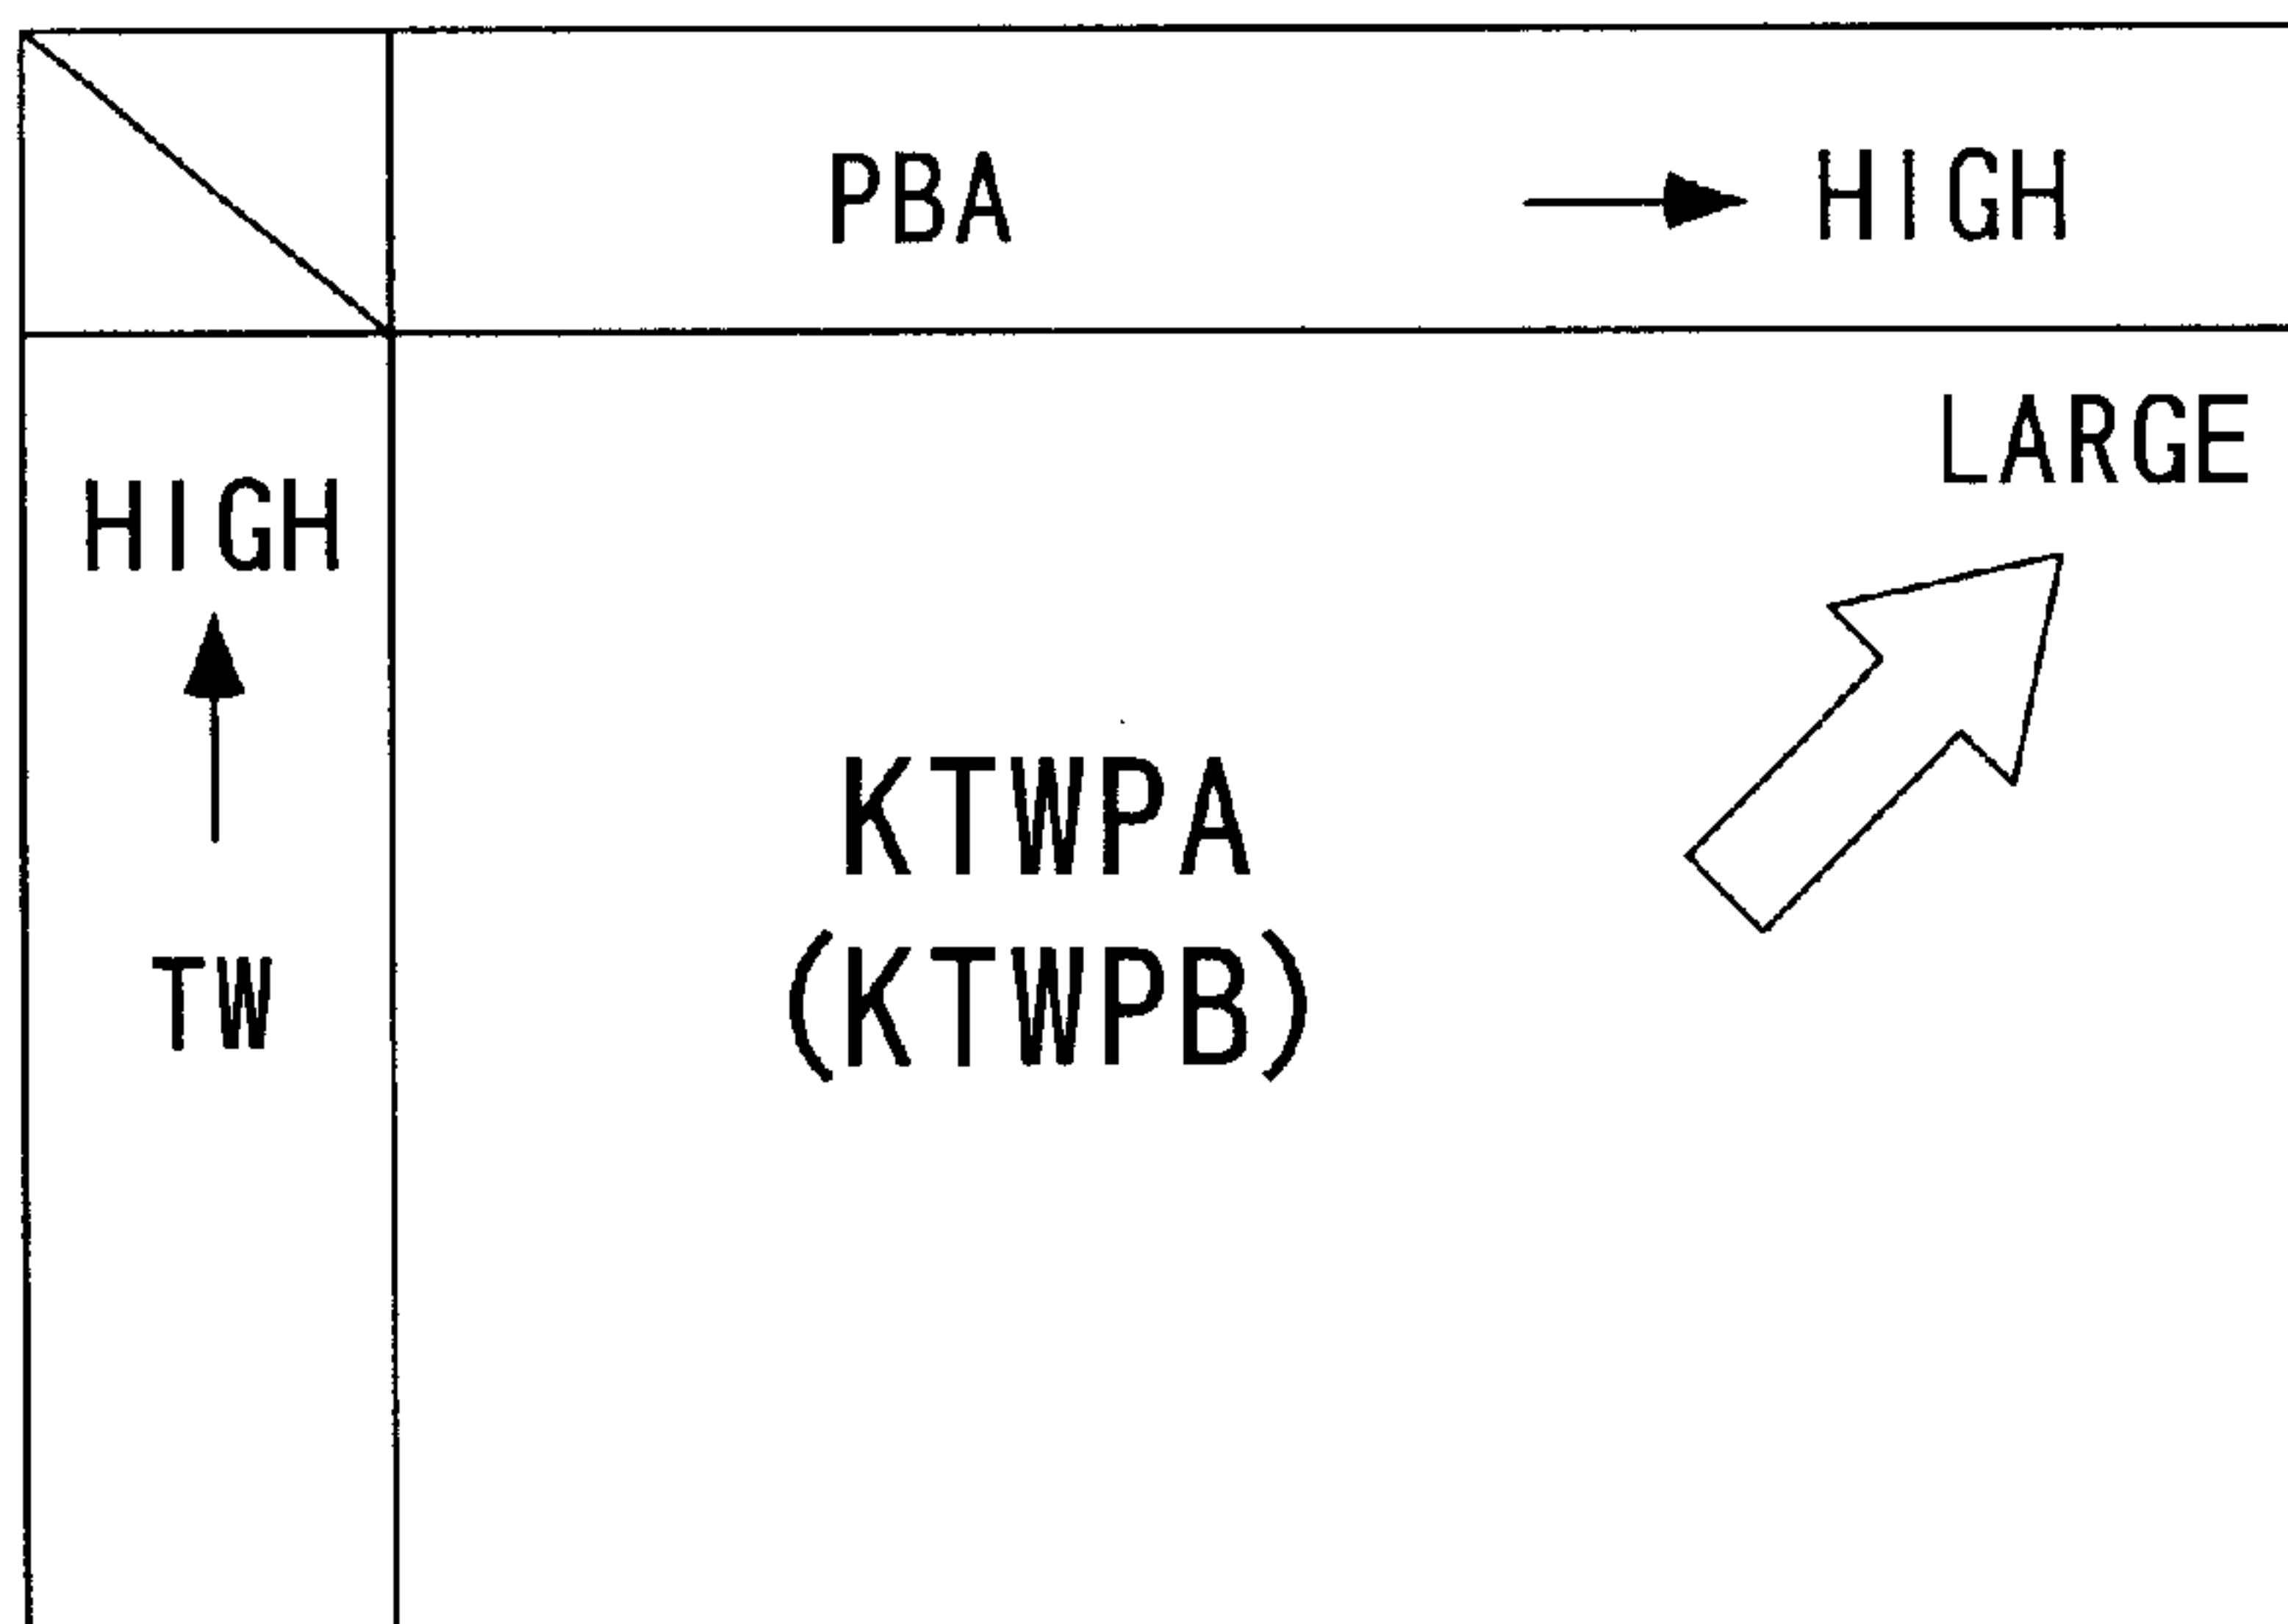 PBA → HIGH
LARGE
HIGH
TW
KTWPA
(KTWPB)